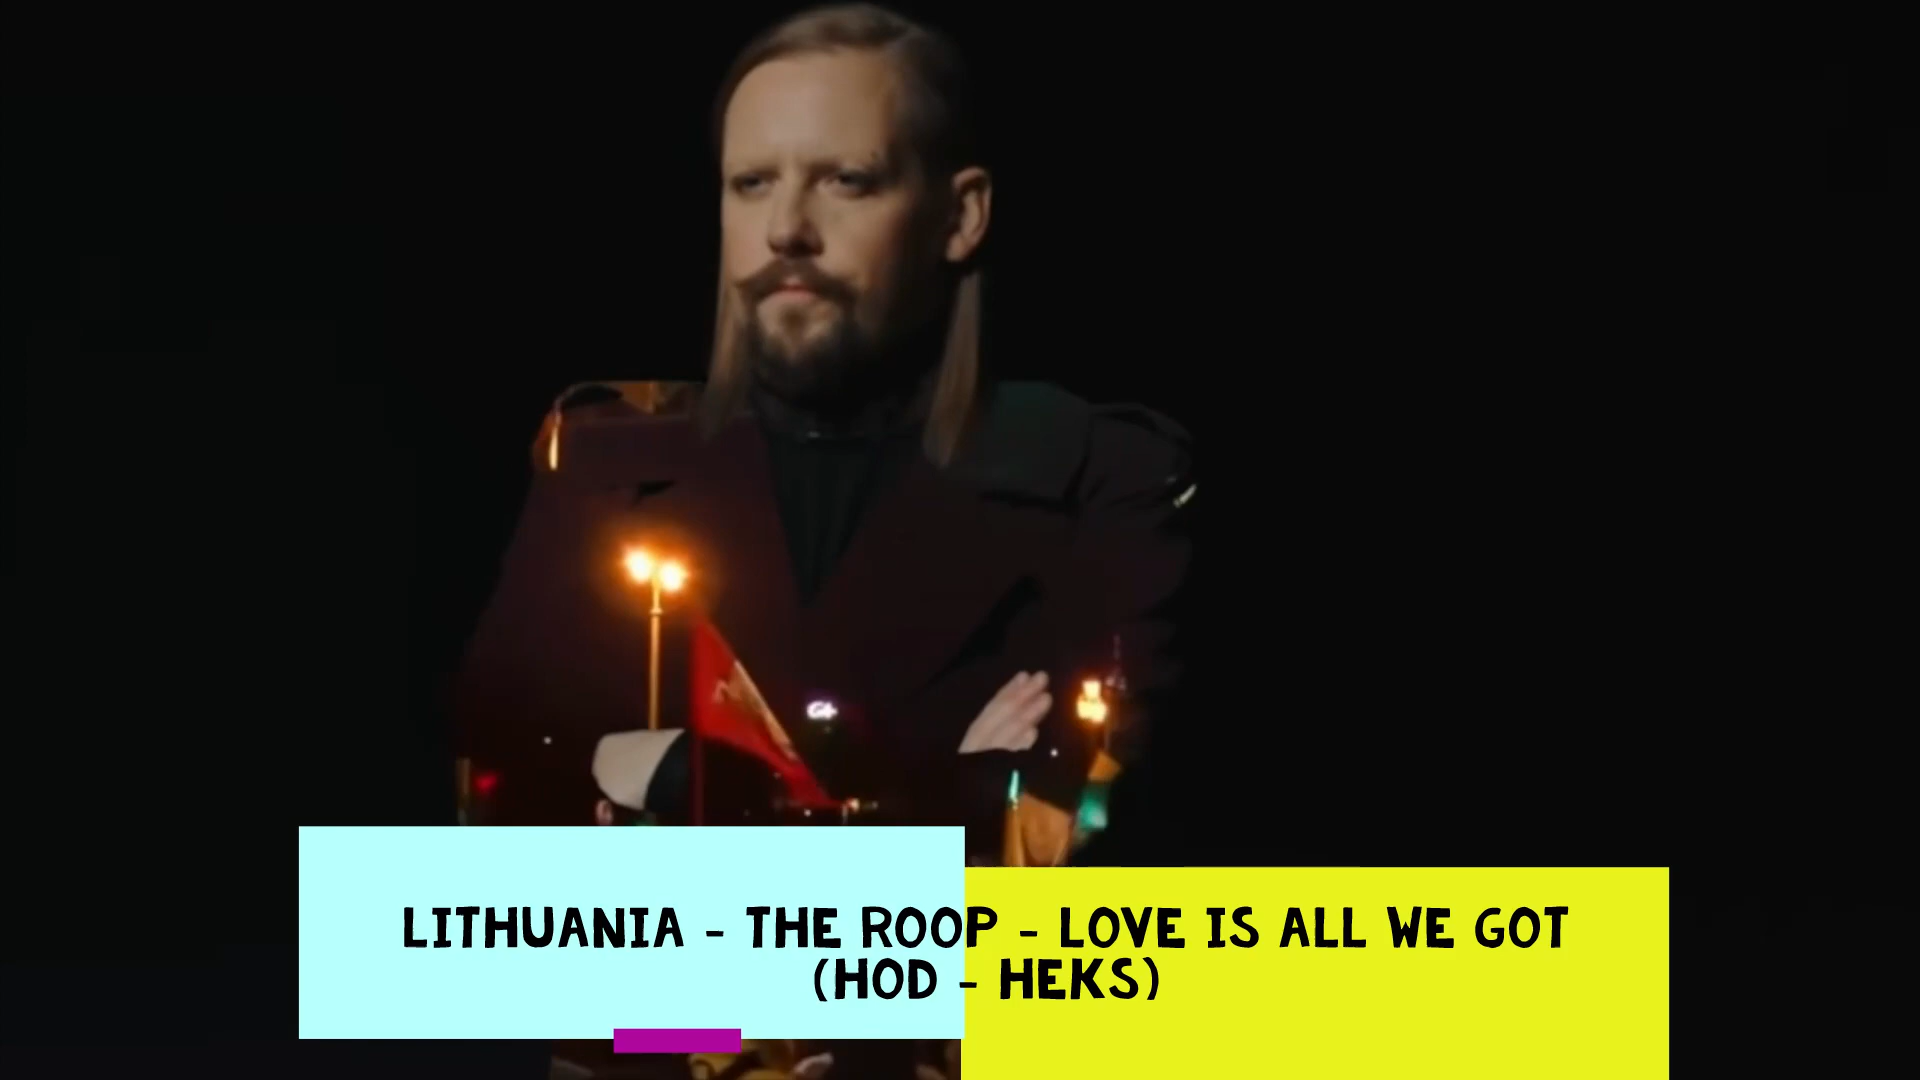 LITHUANIA - THE ROOP - LOVE IS ALL WE GOT
(HOD - HEKS)